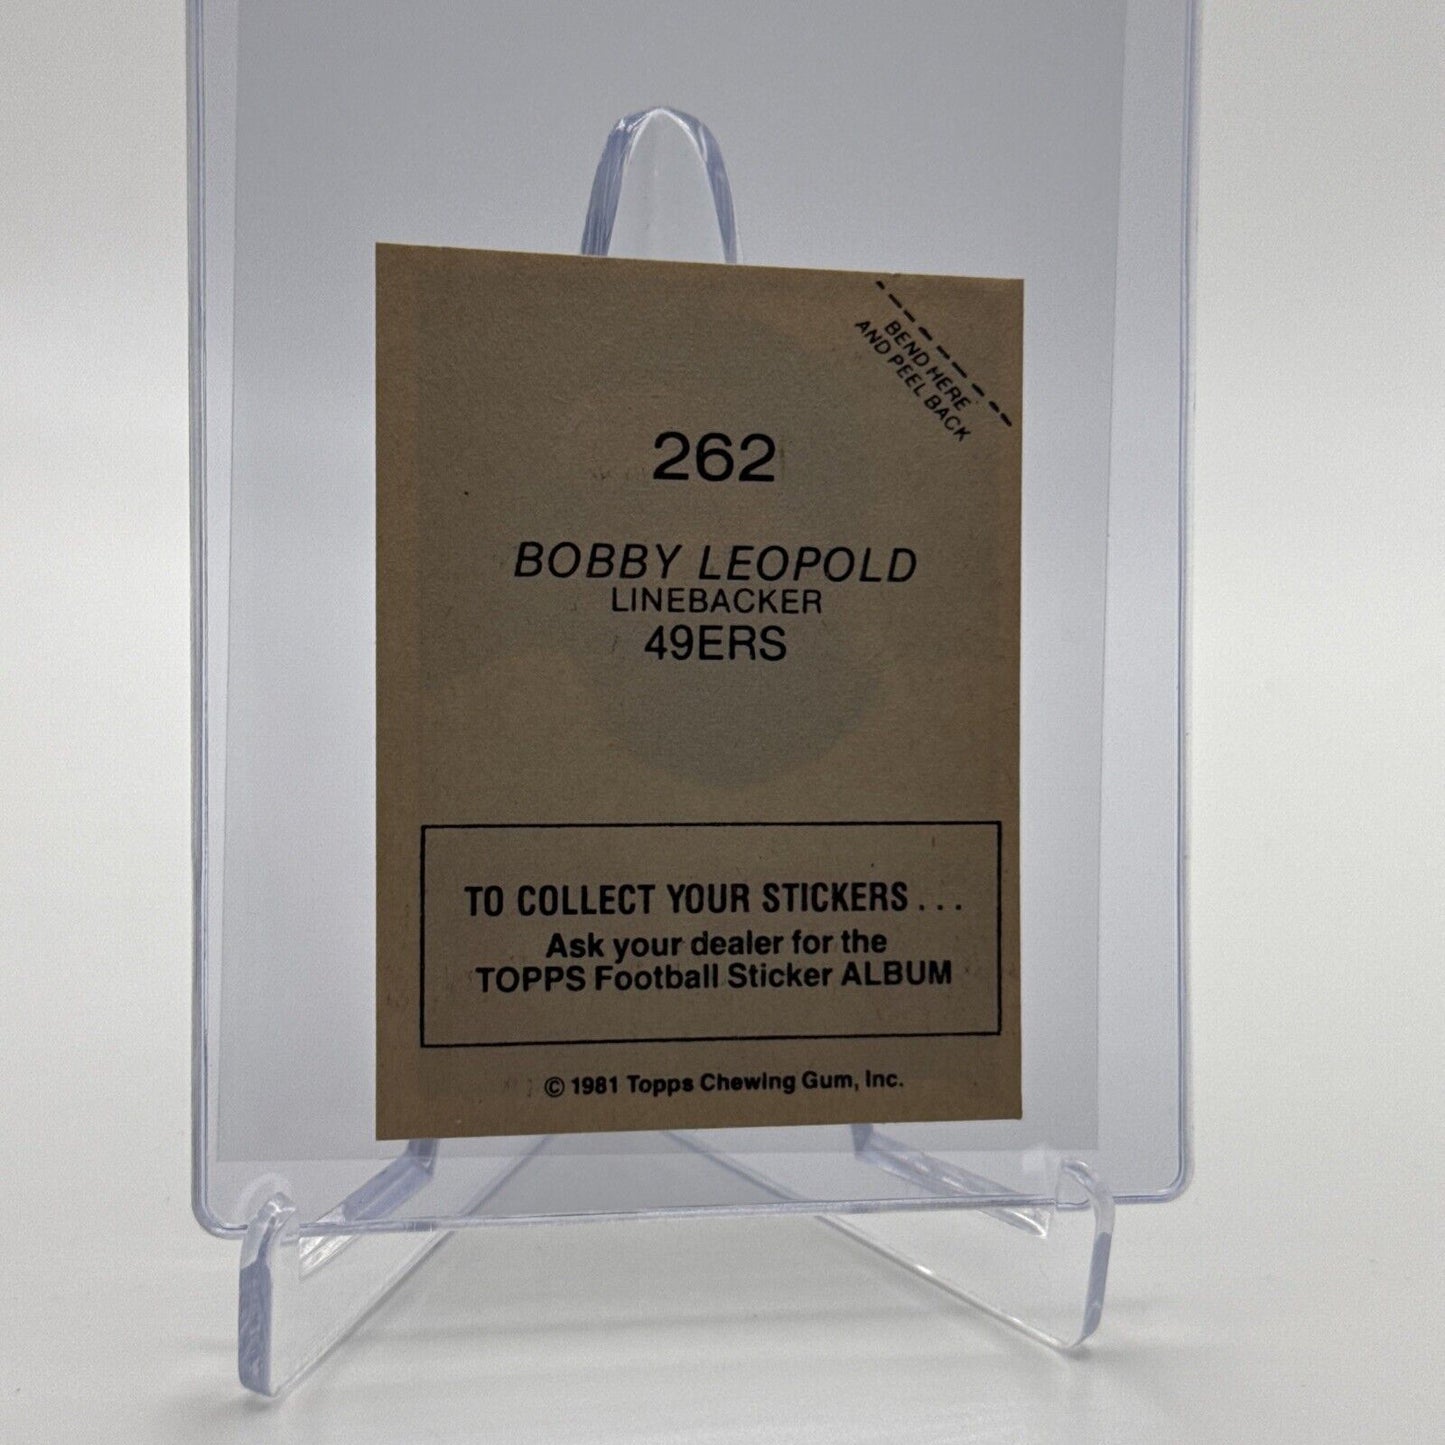 BEND HERE
AND PEEL BACK
262
BOBBY LEOPOLD
LINEBACKER
49ERS
TO COLLECT YOUR STICKERS...
Ask your dealer for the
TOPPS Football Sticker ALBUM
© 1981 Topps Chewing Gum, Inc.